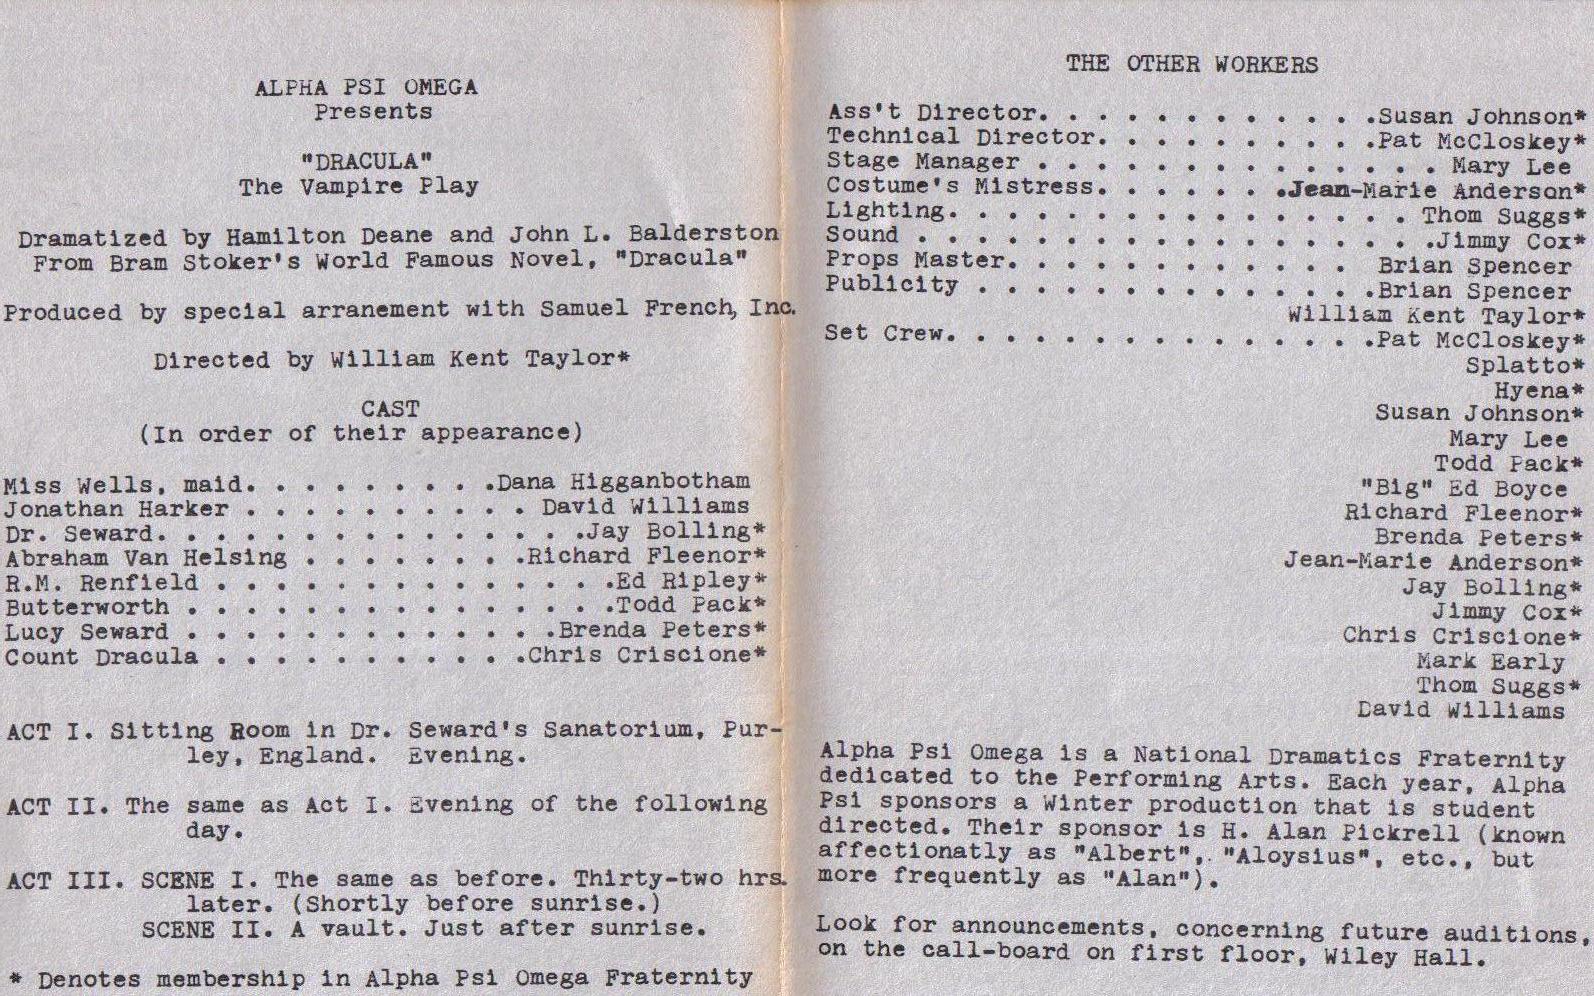 ALPHA PSI OMEGA
Presents
"DRACULA"
The Vampire Play
Dramatized by Hamilton Deane and John L. Balderston
From Bram Stoker's World Famous Novel, "Dracula"
Produced by special arranement with Samuel French, Inc.
Directed by William Kent Taylor*
CAST
(In order of their appearance)
Miss Wells, maid. . . . . . . . .Dana Higganbotham
Jonathan Harker . . . . . . . . . . David Williams
Dr. Seward. . . . . . . . . . . . . . .Jay Bolling*
Abraham Van Helsing . . . . . . . .Richard Fleenor*
R.M. Renfield . . . . . . . . . . . . . .Ed Ripley*
Butterworth . . . . . . . . . . . . . . .Todd Pack*
Lucy Seward . . . . . . . . . . . . .Brenda Peters*
Count Dracula . . . . . . . . . . .Chris Criscione*
ACT I. Sitting Room in Dr. Seward's Sanatorium, Pur-
ley, England. Evening.
ACT II. The same as Act I. Evening of the following
day.
ACT III. SCENE I. The same as before. Thirty-two hrs.
later. (Shortly before sunrise.)
SCENE II. A vault. Just after sunrise.
* Denotes membership in Alpha Psi Omega Fraternity
THE OTHER WORKERS
Ass't Director. . . . . . . . . . . .Susan Johnson*
Technical Director. . . . . . . . . .Pat McCloskey*
Stage Manager . . . . . . . . . . . . . . Mary Lee
Costume's Mistress. . . . . . .Jean-Marie Anderson*
Lighting. . . . . . . . . . . . . . . . Thom Suggs*
Sound . . . . . . . . . . . . . . . . . .Jimmy Cox*
Props Master. . . . . . . . . . . . Brian Spencer
Publicity . . . . . . . . . . . . . .Brian Spencer
William Kent Taylor*
Set Crew. . . . . . . . . . . . . . .Pat McCloskey*
Splatto*
Hyena*
Susan Johnson*
Mary Lee
Todd Pack*
"Big" Ed Boyce
Richard Fleenor*
Brenda Peters*
Jean-Marie Anderson*
Jay Bolling*
Jimmy Cox*
Chris Criscione*
Mark Early
Thom Suggs*
David Williams
Alpha Psi Omega is a National Dramatics Fraternity
dedicated to the Performing Arts. Each year, Alpha
Psi sponsors a Winter production that is student
directed. Their sponsor is H. Alan Pickrell (known
affectionatly as "Albert", "Aloysius", etc., but
more frequently as "Alan").
Look for announcements, concerning future auditions,
on the call-board on first floor, Wiley Hall.